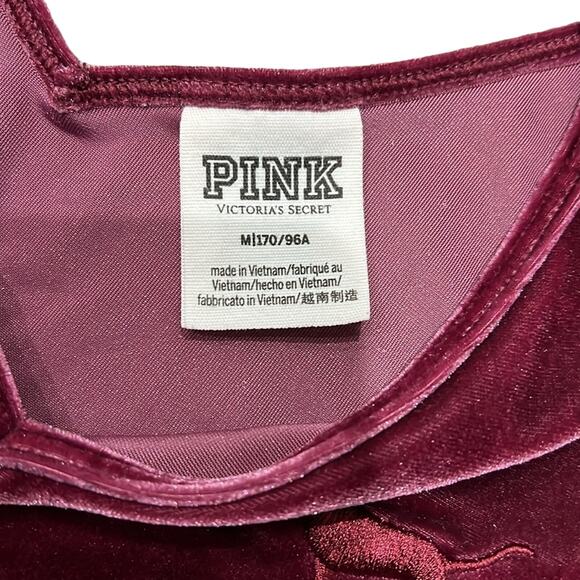 PINK
VICTORIA'S SECRET
M|170/96A
made in Vietnam/fabriqué au
Vietnam/hecho en Vietnam/
fabbricato in Vietnam/越南制造